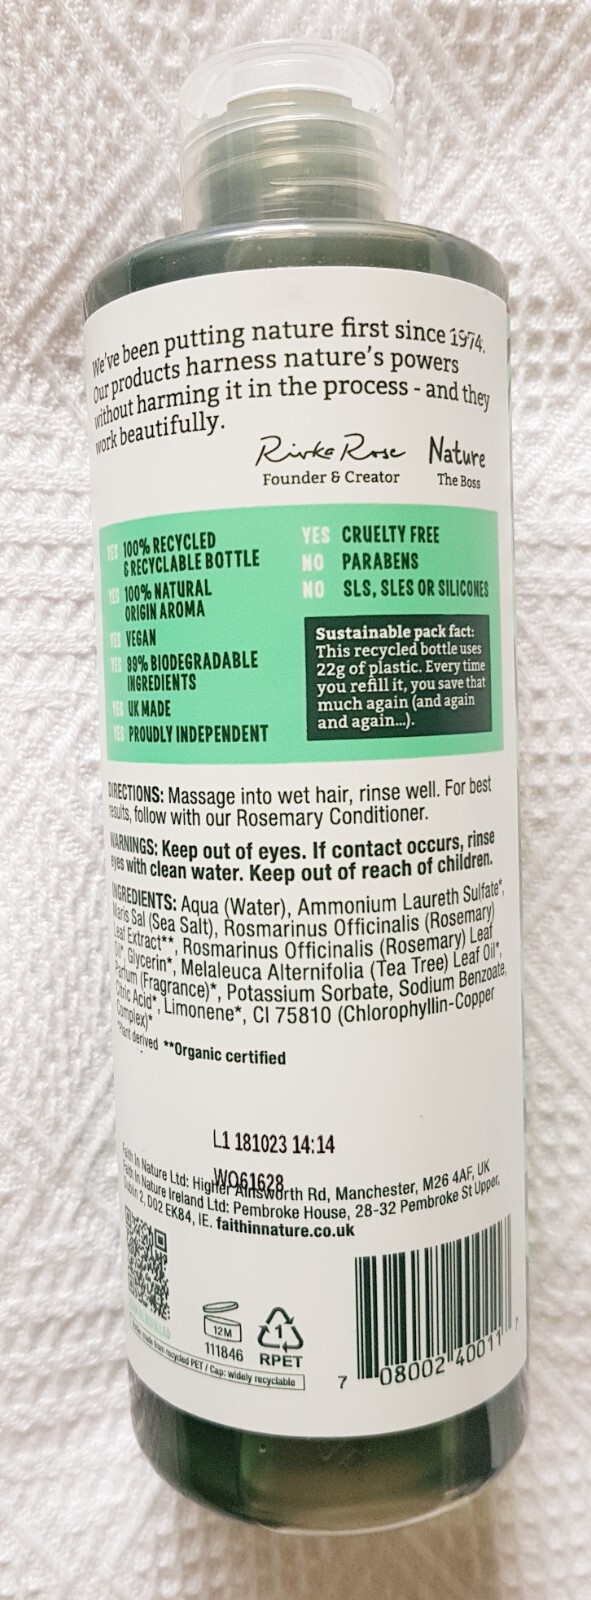 We've been putting nature first since 1974.
Our products harness nature's powers
without harming it in the process - and they
work beautifully.
Rivka Rose Nature
Founder & Creator The Boss
YES 100% RECYCLED
& RECYCLABLE BOTTLE
YES 100% NATURAL
ORIGIN AROMA
YES VEGAN
YES 99% BIODEGRADABLE
INGREDIENTS
YES UK MADE
YES PROUDLY INDEPENDENT
YES CRUELTY FREE
NO PARABENS
NO SLS, SLES OR SILICONES
Sustainable pack fact:
This recycled bottle uses
22g of plastic. Every time
you refill it, you save that
much again (and again
and again...).
DIRECTIONS: Massage into wet hair, rinse well. For best
results, follow with our Rosemary Conditioner.
WARNINGS: Keep out of eyes. If contact occurs, rinse
eyes with clean water. Keep out of reach of children.
INGREDIENTS: Aqua (Water), Ammonium Laureth Sulfate*,
Maris Sal (Sea Salt), Rosmarinus Officinalis (Rosemary)
Leaf Extract**, Rosmarinus Officinalis (Rosemary) Leaf
Oil*, Glycerin*, Melaleuca Alternifolia (Tea Tree) Leaf Oil*,
Parfum (Fragrance)*, Potassium Sorbate, Sodium Benzoate,
Citric Acid*, Limonene*, CI 75810 (Chlorophyllin-Copper
Complex)*
*Plant derived **Organic certified
L1 181023 14:14
WO61628
Faith In Nature Ltd: Higher Ainsworth Rd, Manchester, M26 4AF, UK
Faith In Nature Ireland Ltd: Pembroke House, 28-32 Pembroke St Upper,
Dublin 2, D02 EK84, IE. faithinnature.co.uk
12M
111846
1
RPET
made from recycled PET / Cap: widely recyclable
7 08002 40011 7